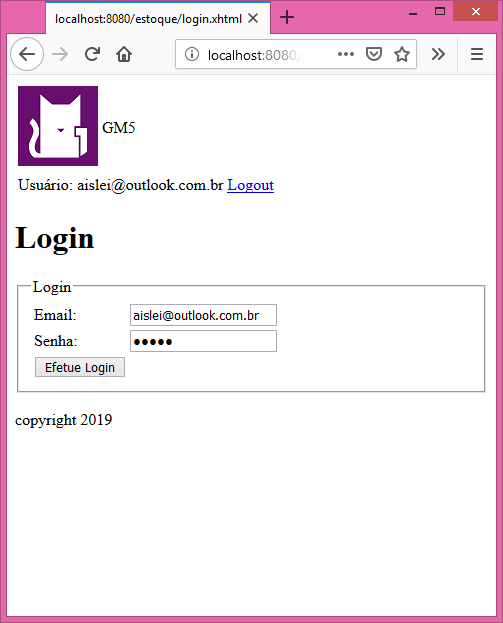 localhost:8080/estoque/login.xhtml
localhost:8080/
GM5
Usuário: aislei@outlook.com.br Logout
Login
Login
Email: aislei@outlook.com.br
Senha: •••••
Efetue Login
copyright 2019